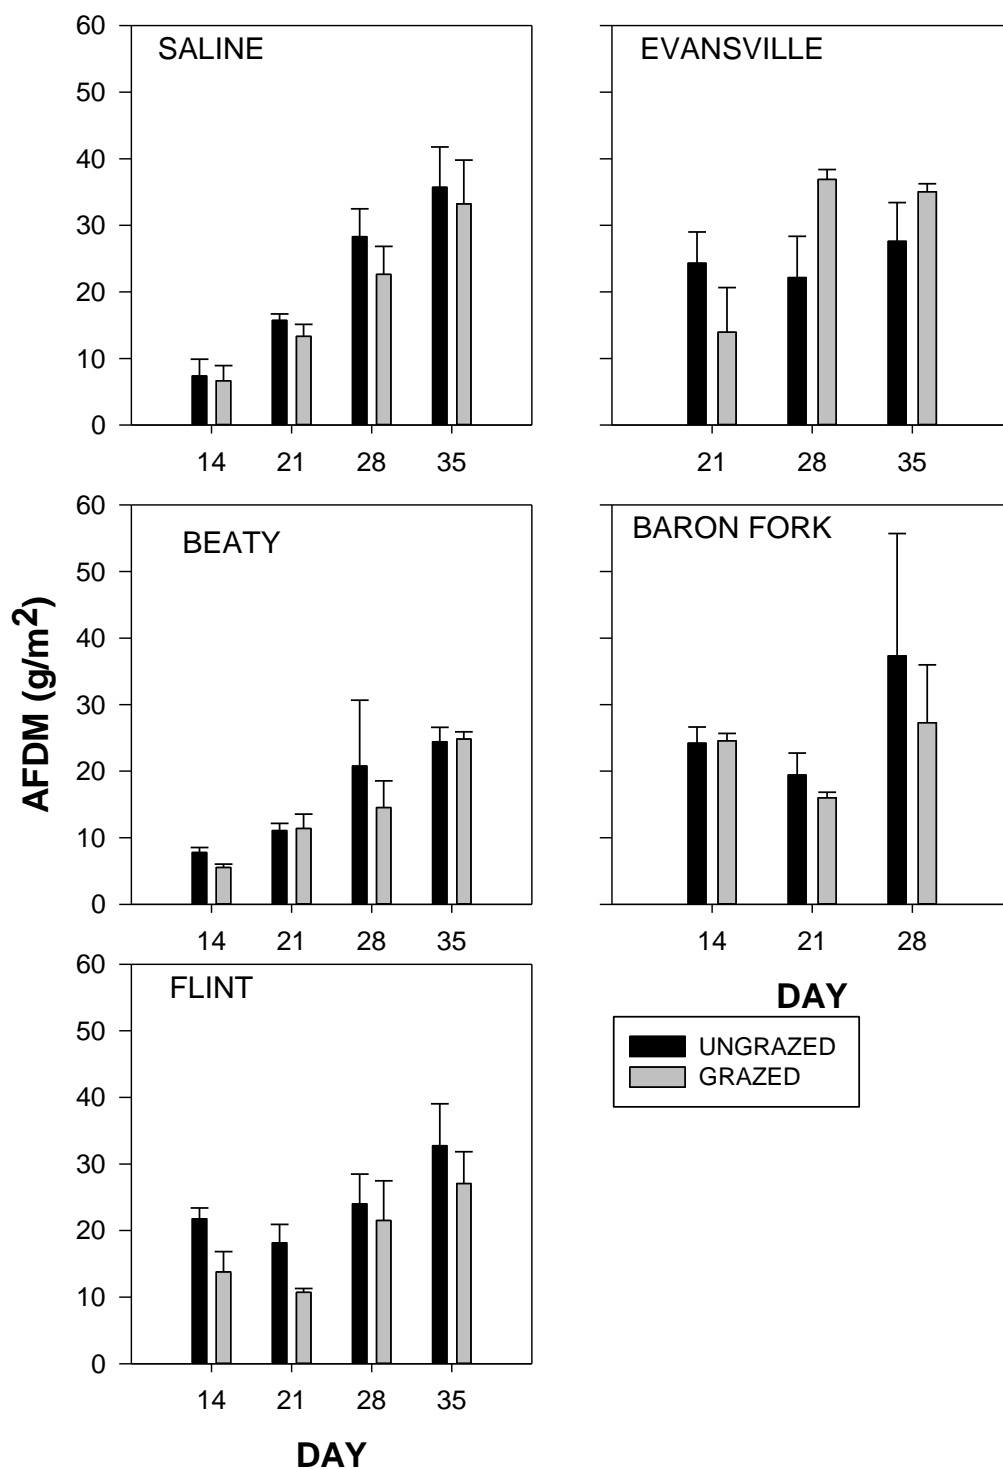 SALINE
60
50
40
30
20
10
0
14 21 28 35
EVANSVILLE
21 28 35
AFDM (g/m²)
BEATY
60
50
40
30
20
10
0
14 21 28 35
BARON FORK
14 21 28
DAY
UNGRAZED
GRAZED
FLINT
60
50
40
30
20
10
0
14 21 28 35
DAY